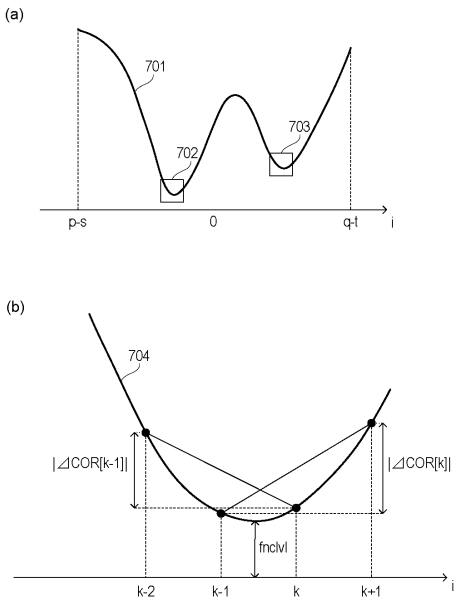 (a)
701
702
703
p-s
0
q-t
i
(b)
704
|⊿COR[k-1]|
|⊿COR[k]|
fnclvl
i
k-2
k-1
k
k+1